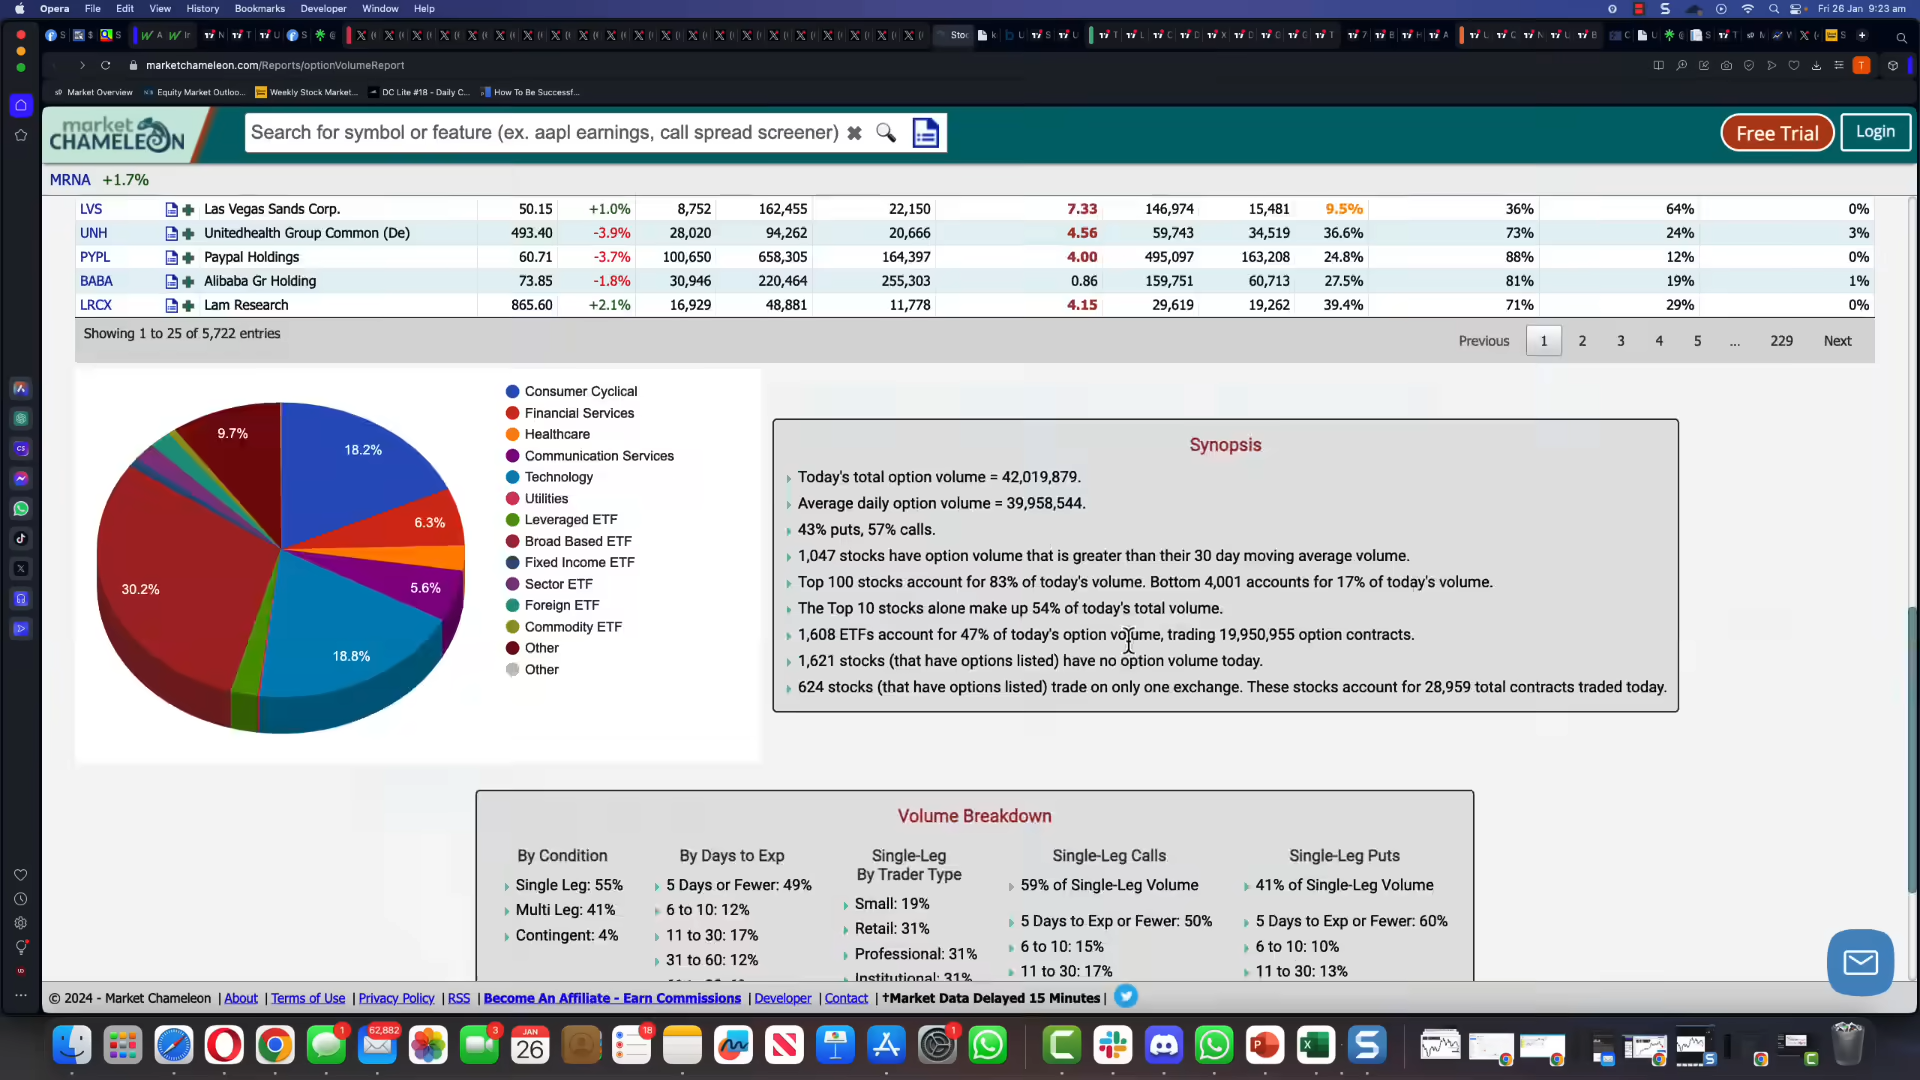 Opera File Edit View History Bookmarks Developer Window Help Fri 26 Jan 9:23 am
marketchameleon.com/Reports/optionVolumeReport
Market Overview Equity Market Outloo... Weekly Stock Market... DC Lite #18 - Daily C... How To Be Successf...
market CHAMELEON
Search for symbol or feature (ex. aapl earnings, call spread screener)
Free Trial Login
MRNA +1.7%
LVS Las Vegas Sands Corp. 50.15 +1.0% 8,752 162,455 22,150 7.33 146,974 15,481 9.5% 36% 64% 0%
UNH Unitedhealth Group Common (De) 493.40 -3.9% 28,020 94,262 20,666 4.56 59,743 34,519 36.6% 73% 24% 3%
PYPL Paypal Holdings 60.71 -3.7% 100,650 658,305 164,397 4.00 495,097 163,208 24.8% 88% 12% 0%
BABA Alibaba Gr Holding 73.85 -1.8% 30,946 220,464 255,303 0.86 159,751 60,713 27.5% 81% 19% 1%
LRCX Lam Research 865.60 +2.1% 16,929 48,881 11,778 4.15 29,619 19,262 39.4% 71% 29% 0%
Showing 1 to 25 of 5,722 entries
Previous 1 2 3 4 5 ... 229 Next
9.7%
18.2%
6.3%
5.6%
30.2%
18.8%
Consumer Cyclical
Financial Services
Healthcare
Communication Services
Technology
Utilities
Leveraged ETF
Broad Based ETF
Fixed Income ETF
Sector ETF
Foreign ETF
Commodity ETF
Other
Other
Synopsis
Today's total option volume = 42,019,879.
Average daily option volume = 39,958,544.
43% puts, 57% calls.
1,047 stocks have option volume that is greater than their 30 day moving average volume.
Top 100 stocks account for 83% of today's volume. Bottom 4,001 accounts for 17% of today's volume.
The Top 10 stocks alone make up 54% of today's total volume.
1,608 ETFs account for 47% of today's option volume, trading 19,950,955 option contracts.
1,621 stocks (that have options listed) have no option volume today.
624 stocks (that have options listed) trade on only one exchange. These stocks account for 28,959 total contracts traded today.
Volume Breakdown
By Condition
Single Leg: 55%
Multi Leg: 41%
Contingent: 4%
By Days to Exp
5 Days or Fewer: 49%
6 to 10: 12%
11 to 30: 17%
31 to 60: 12%
Single-Leg
By Trader Type
Small: 19%
Retail: 31%
Professional: 31%
Institutional: 31%
Single-Leg Calls
59% of Single-Leg Volume
5 Days to Exp or Fewer: 50%
6 to 10: 15%
11 to 30: 17%
Single-Leg Puts
41% of Single-Leg Volume
5 Days to Exp or Fewer: 60%
6 to 10: 10%
11 to 30: 13%
© 2024 - Market Chameleon | About | Terms of Use | Privacy Policy | RSS | Become An Affiliate - Earn Commissions | Developer | Contact | †Market Data Delayed 15 Minutes |
1 62,882 3 JAN 26 18 1